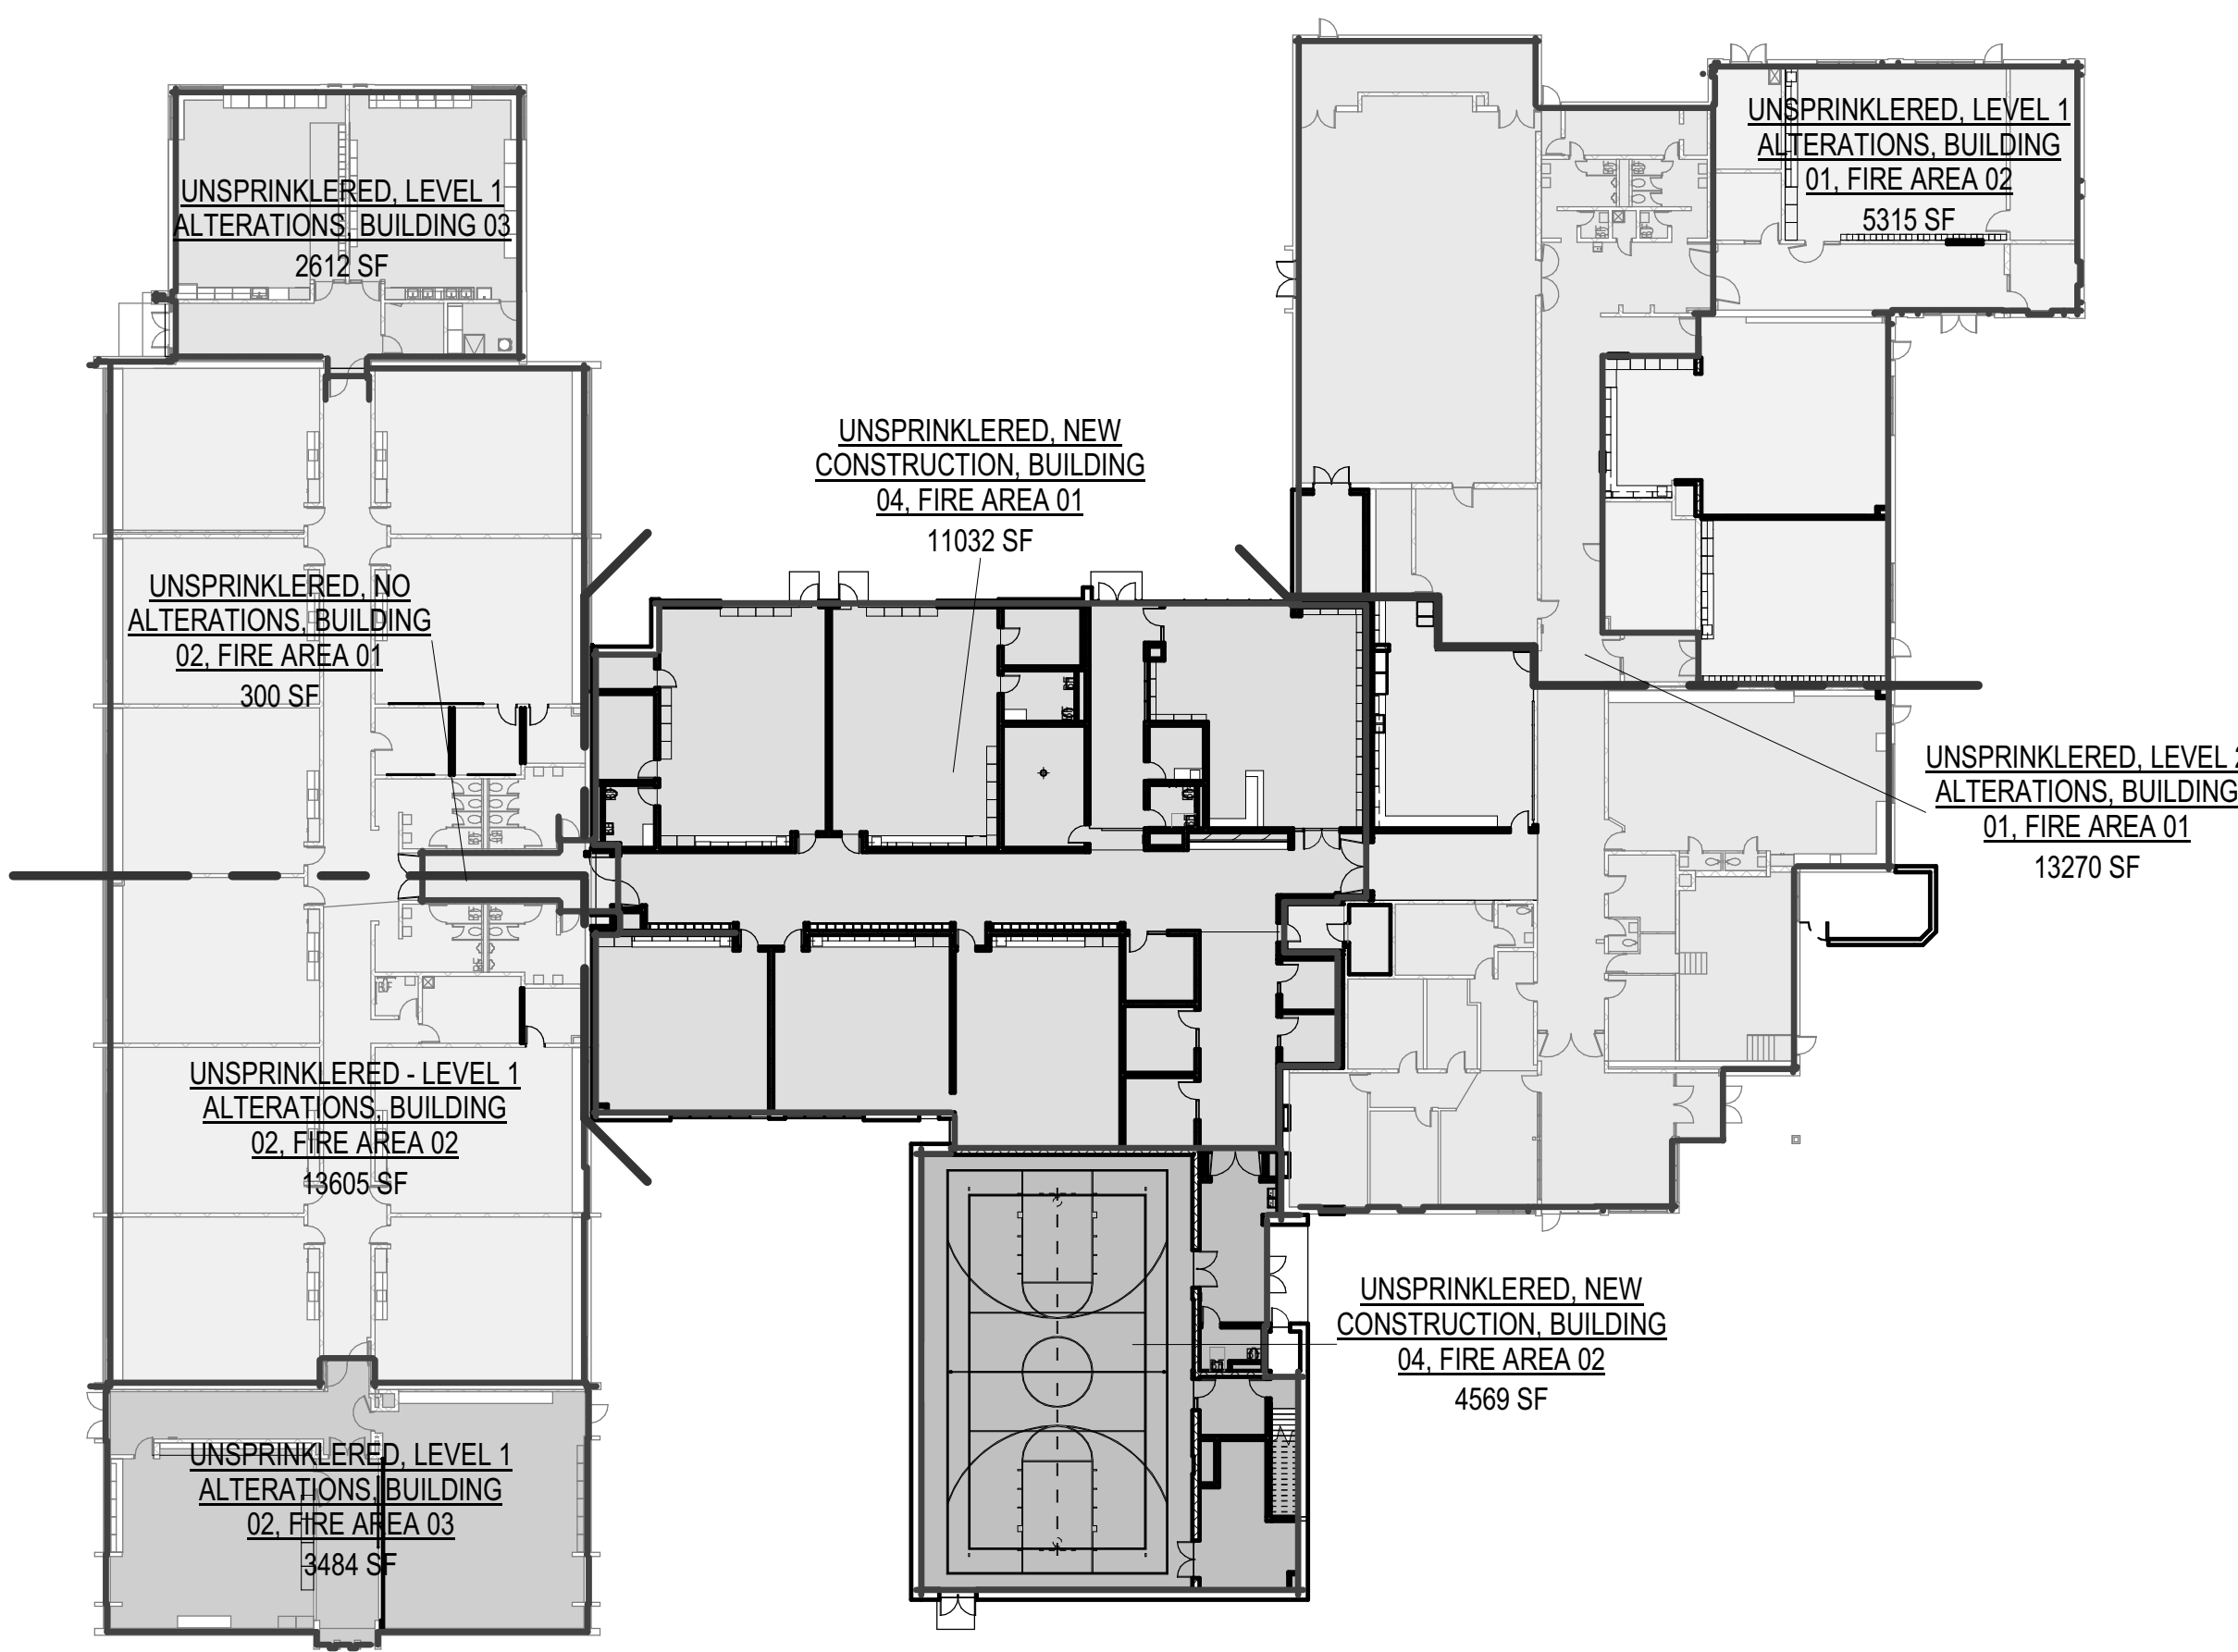 UNSPRINKLERED, LEVEL 1
ALTERATIONS, BUILDING
01, FIRE AREA 02
5315 SF
UNSPRINKLERED, LEVEL 1
ALTERATIONS, BUILDING 03
2612 SF
UNSPRINKLERED, NEW
CONSTRUCTION, BUILDING
04, FIRE AREA 01
11032 SF
UNSPRINKLERED, NO
ALTERATIONS, BUILDING
02, FIRE AREA 01
300 SF
UNSPRINKLERED, LEVEL 2
ALTERATIONS, BUILDING
01, FIRE AREA 01
13270 SF
UNSPRINKLERED - LEVEL 1
ALTERATIONS, BUILDING
02, FIRE AREA 02
13605 SF
UNSPRINKLERED, NEW
CONSTRUCTION, BUILDING
04, FIRE AREA 02
4569 SF
UNSPRINKLERED, LEVEL 1
ALTERATIONS, BUILDING
02, FIRE AREA 03
3484 SF